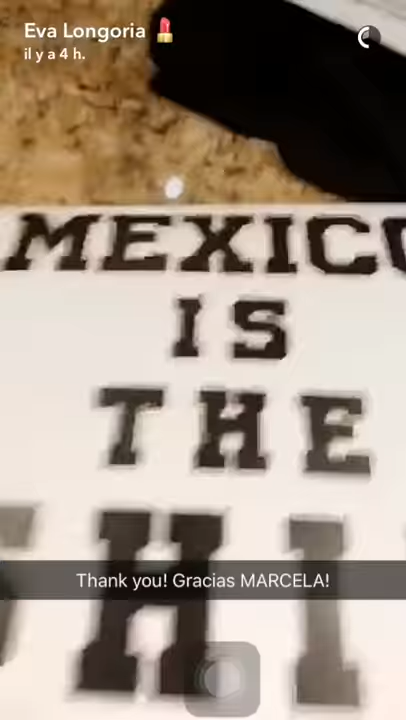 Eva Longoria 💄
il y a 4 h.
MEXICO
IS
THE
Thank you! Gracias MARCELA!